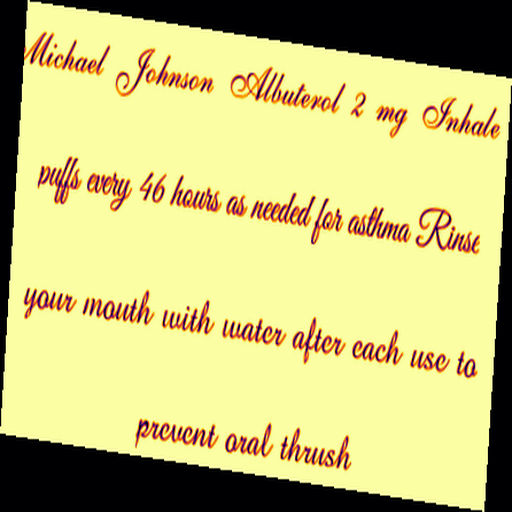 Michael Johnson Albuterol 2 mg Inhale
puffs every 46 hours as needed for asthma Rinse
your mouth with water after each use to
prevent oral thrush